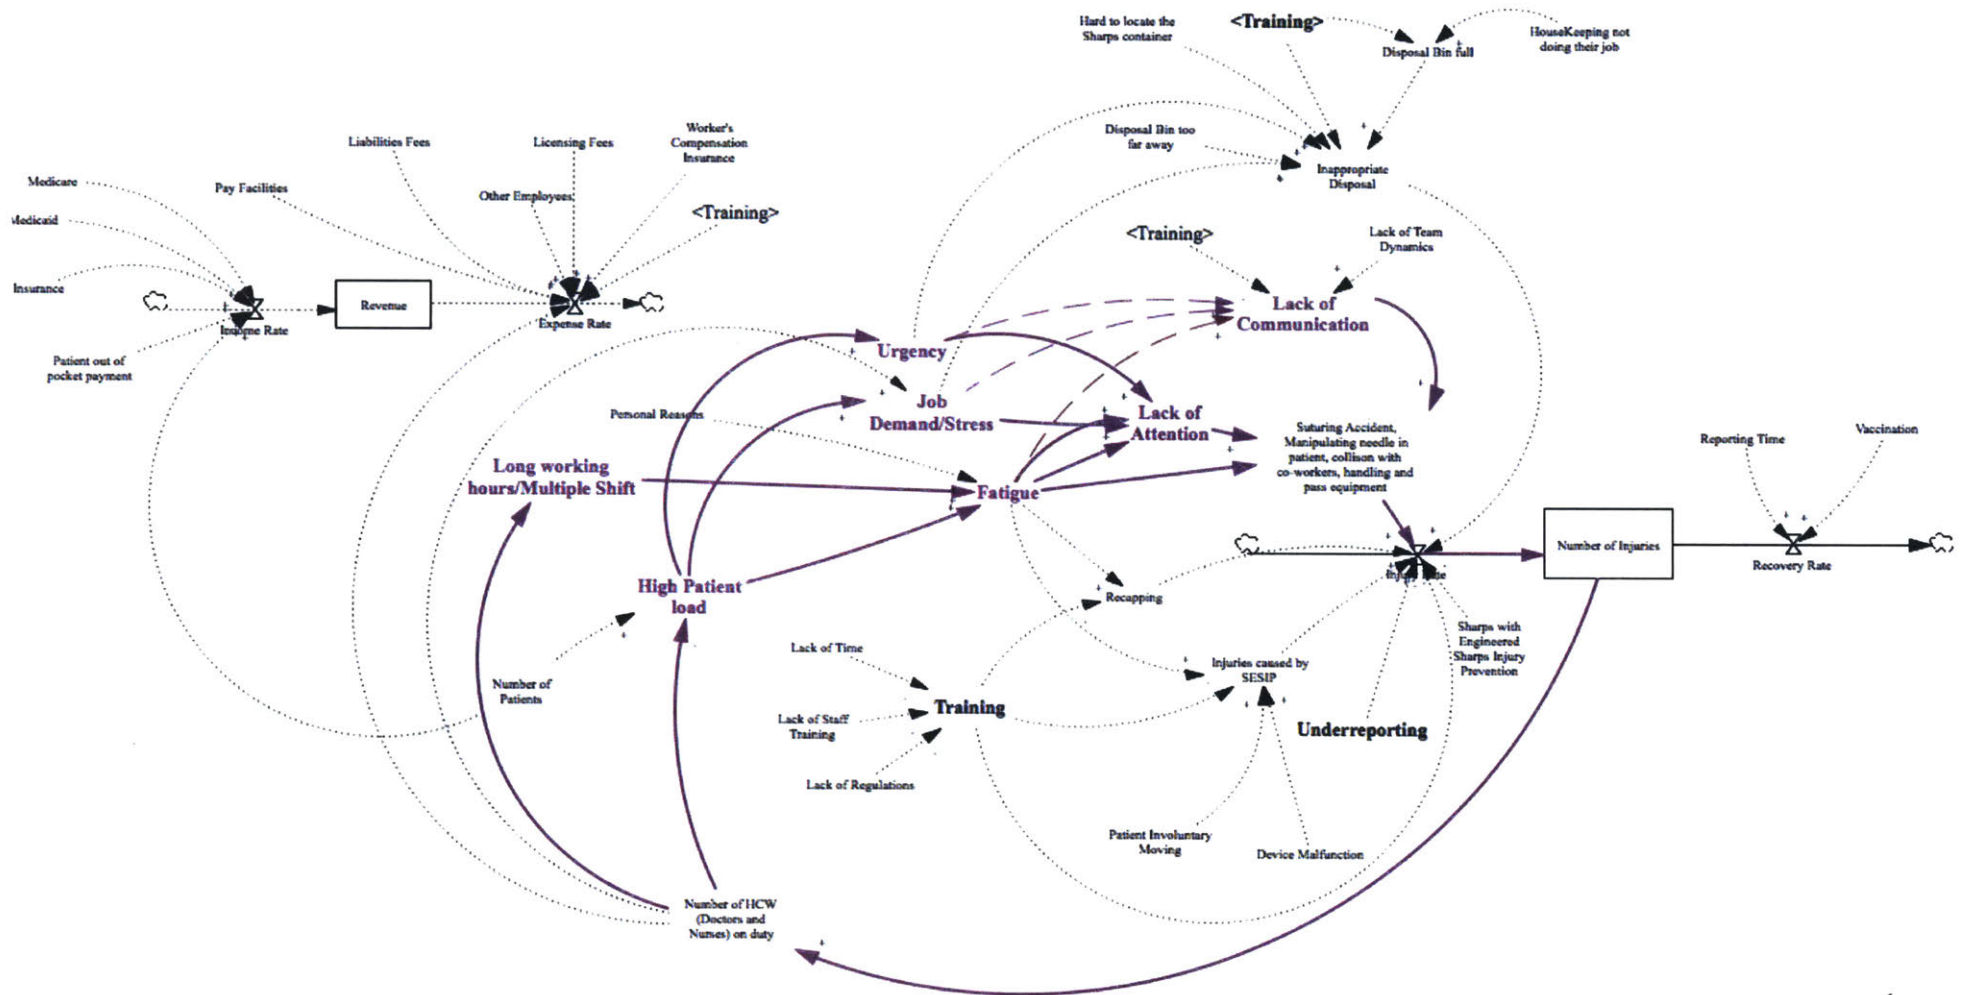 Hard to locate the
Sharps container
<Training>
Disposal Bin full
HouseKeeping not
doing their job
Disposal Bin too
far away
Inappropriate
Disposal
Liabilities Fees
Licensing Fees
Worker's
Compensation
Insurance
Medicare
Pay Facilities
Other Employees
<Training>
Medicaid
Insurance
Revenue
Income Rate
Expense Rate
Patient out of
pocket payment
<Training>
Lack of Team
Dynamics
Lack of
Communication
Urgency
Job
Demand/Stress
Lack of
Attention
Personal Reasons
Long working
hours/Multiple Shift
Fatigue
Suturing Accident,
Manipulating needle in
patient, collison with
co-workers, handling and
pass equipment
Reporting Time
Vaccination
Number of Injuries
Recovery Rate
Injury Rate
High Patient
load
Recapping
Number of
Patients
Lack of Time
Lack of Staff
Training
Lack of Regulations
Training
Injuries caused by
SESIP
Sharps with
Engineered
Sharps Injury
Prevention
Underreporting
Patient Involuntary
Moving
Device Malfunction
Number of HCW
(Doctors and
Nurses) on duty